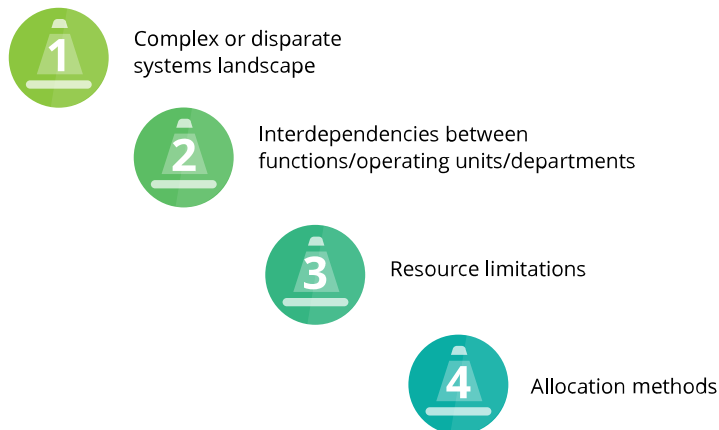 1
Complex or disparate
systems landscape
2
Interdependencies between
functions/operating units/departments
3
Resource limitations
4
Allocation methods